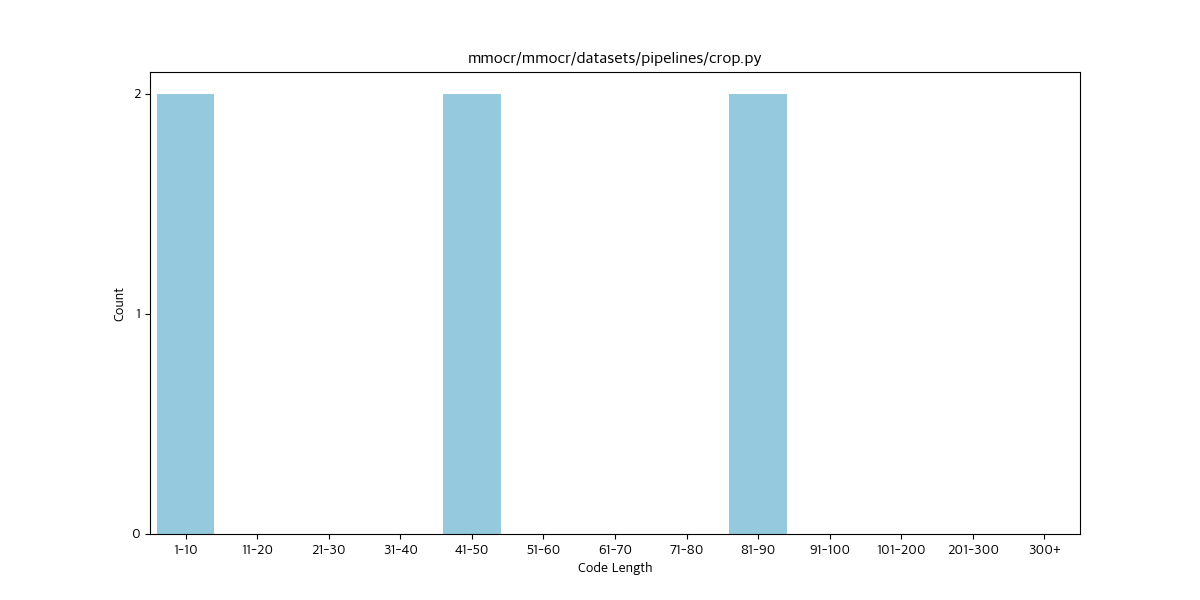 mmocr/mmocr/datasets/pipelines/crop.py
2
1
0
Count
1-10 11-20 21-30 31-40 41-50 51-60 61-70 71-80 81-90 91-100 101-200 201-300 300+
Code Length